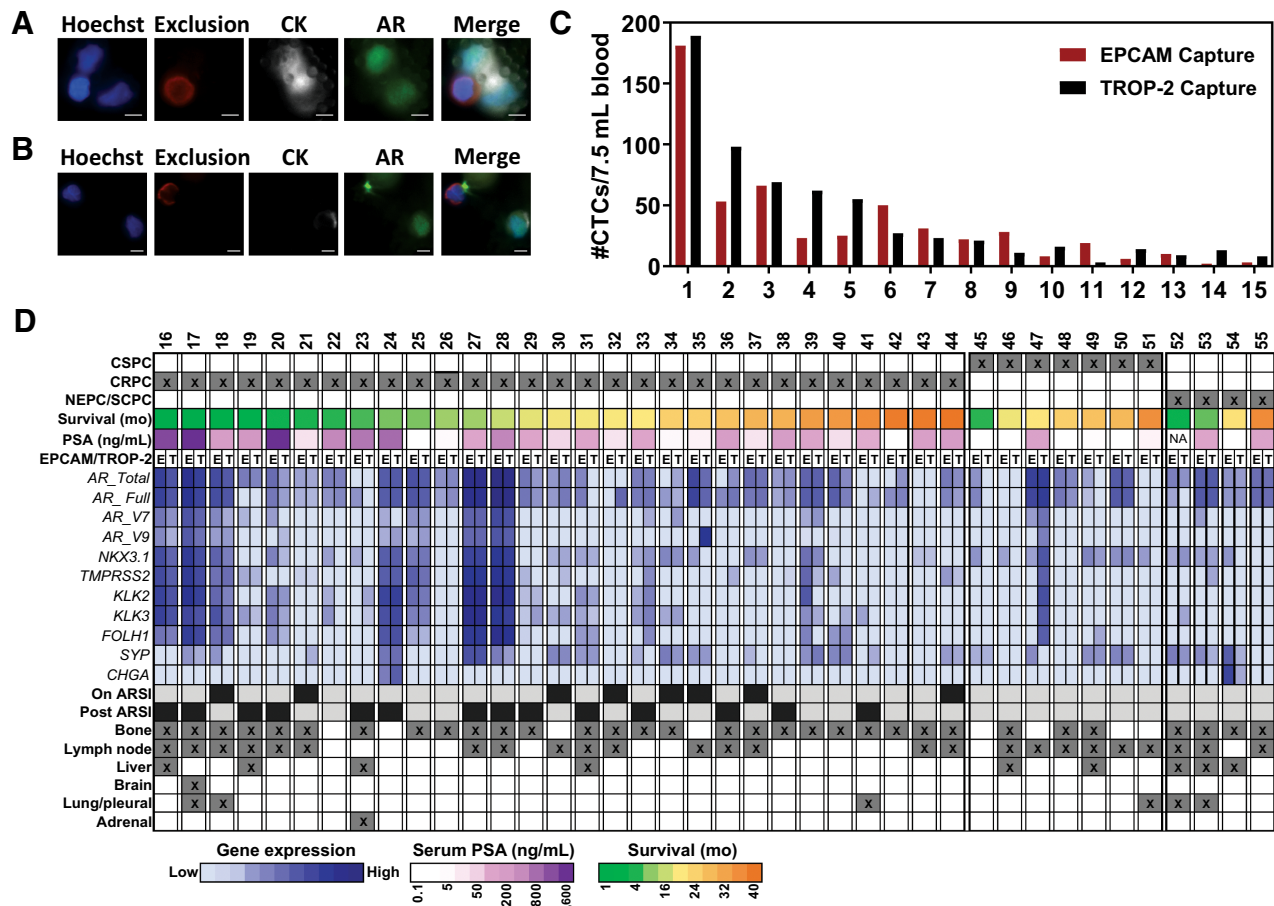 A
Hoechst Exclusion CK AR Merge
B
Hoechst Exclusion CK AR Merge
C
#CTCs/7.5 mL blood
200
150
100
50
0
EPCAM Capture
TROP-2 Capture
1 2 3 4 5 6 7 8 9 10 11 12 13 14 15
D
16 17 18 19 20 21 22 23 24 25 26 27 28 29 30 31 32 33 34 35 36 37 38 39 40 41 42 43 44 45 46 47 48 49 50 51 52 53 54 55
CSPC X X X X X X X
CRPC X X X X X X X X X X X X X X X X X X X X X X X X X X X X X
NEPC/SCPC X X X X
Survival (mo)
PSA (ng/mL) NA
EPCAM/TROP-2 E T E T E T E T E T E T E T E T E T E T E T E T E T E T E T E T E T E T E T E T E T E T E T E T E T E T E T E T E T E T E T E T E T E T E T E T E T E T E T E T
AR_Total
AR_Full
AR_V7
AR_V9
NKX3.1
TMPRSS2
KLK2
KLK3
FOLH1
SYP
CHGA
On ARSI
Post ARSI
Bone X X X X X X X X X X X X X X X X X X X X X X X X X X X X X X X X
Lymph node X X X X X X X X X X X X X X X X X X X X X X X X X X
Liver X X X X X X X X X
Brain X
Lung/pleural X X X X X X
Adrenal X
Gene expression
Low High
Serum PSA (ng/mL)
0.1 5 50 200 800
Survival (mo)
1 4 16 24 32 40